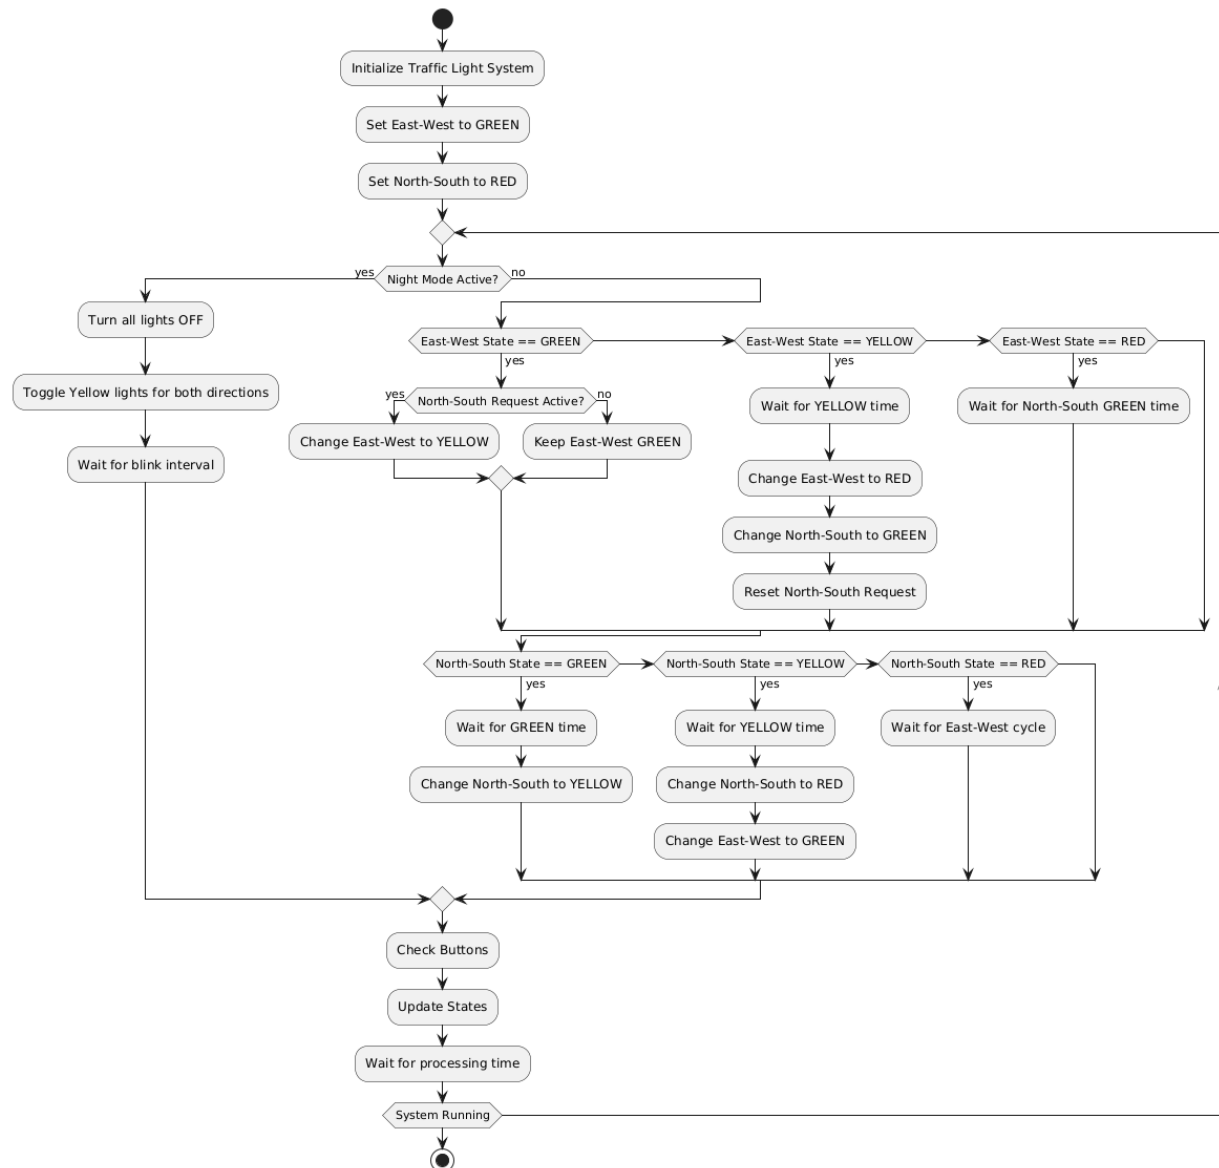 Initialize Traffic Light System
Set East-West to GREEN
Set North-South to RED
yes
Night Mode Active?
no
Turn all lights OFF
Toggle Yellow lights for both directions
Wait for blink interval
East-West State == GREEN
yes
East-West State == YELLOW
yes
East-West State == RED
yes
yes
North-South Request Active?
no
Change East-West to YELLOW
Keep East-West GREEN
Wait for YELLOW time
Change East-West to RED
Change North-South to GREEN
Reset North-South Request
Wait for North-South GREEN time
North-South State == GREEN
yes
North-South State == YELLOW
yes
North-South State == RED
yes
Wait for GREEN time
Change North-South to YELLOW
Wait for YELLOW time
Change North-South to RED
Change East-West to GREEN
Wait for East-West cycle
Check Buttons
Update States
Wait for processing time
System Running